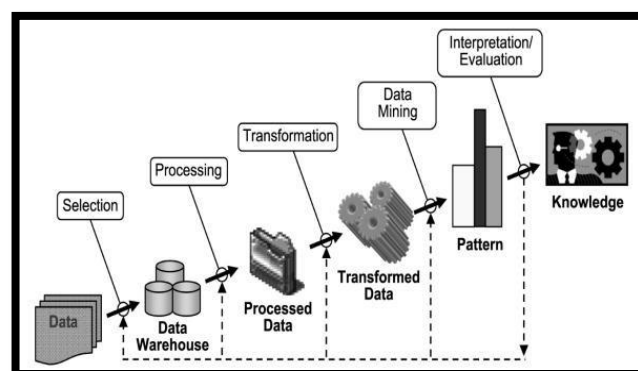 Interpretation/
Evaluation
Data
Mining
Transformation
Processing
Selection
Knowledge
Pattern
Transformed
Data
Processed
Data
Data
Warehouse
Data